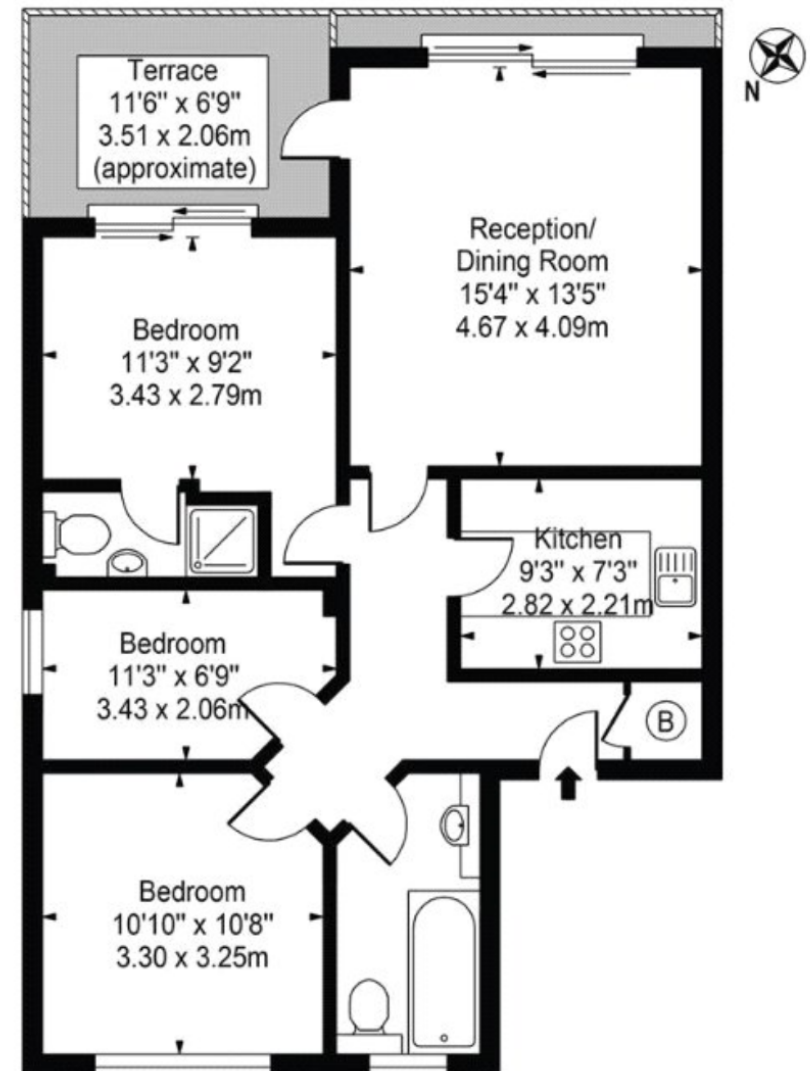 Terrace
11'6" x 6'9"
3.51 x 2.06m
(approximate)
N
Reception/
Dining Room
15'4" x 13'5"
4.67 x 4.09m
Bedroom
11'3" x 9'2"
3.43 x 2.79m
Kitchen
9'3" x 7'3"
2.82 x 2.21m
Bedroom
11'3" x 6'9"
3.43 x 2.06m
B
Bedroom
10'10" x 10'8"
3.30 x 3.25m